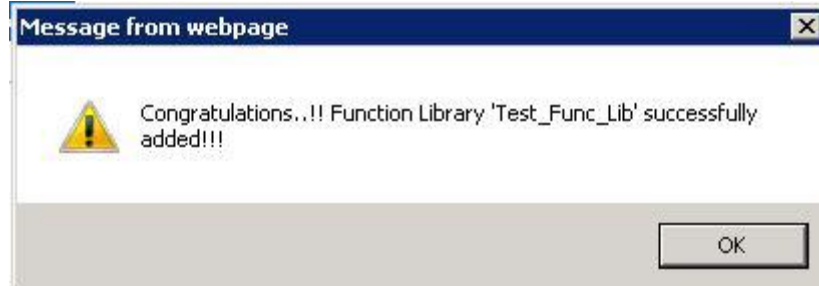 Message from webpage
Congratulations..!! Function Library 'Test_Func_Lib' successfully
added!!!
OK